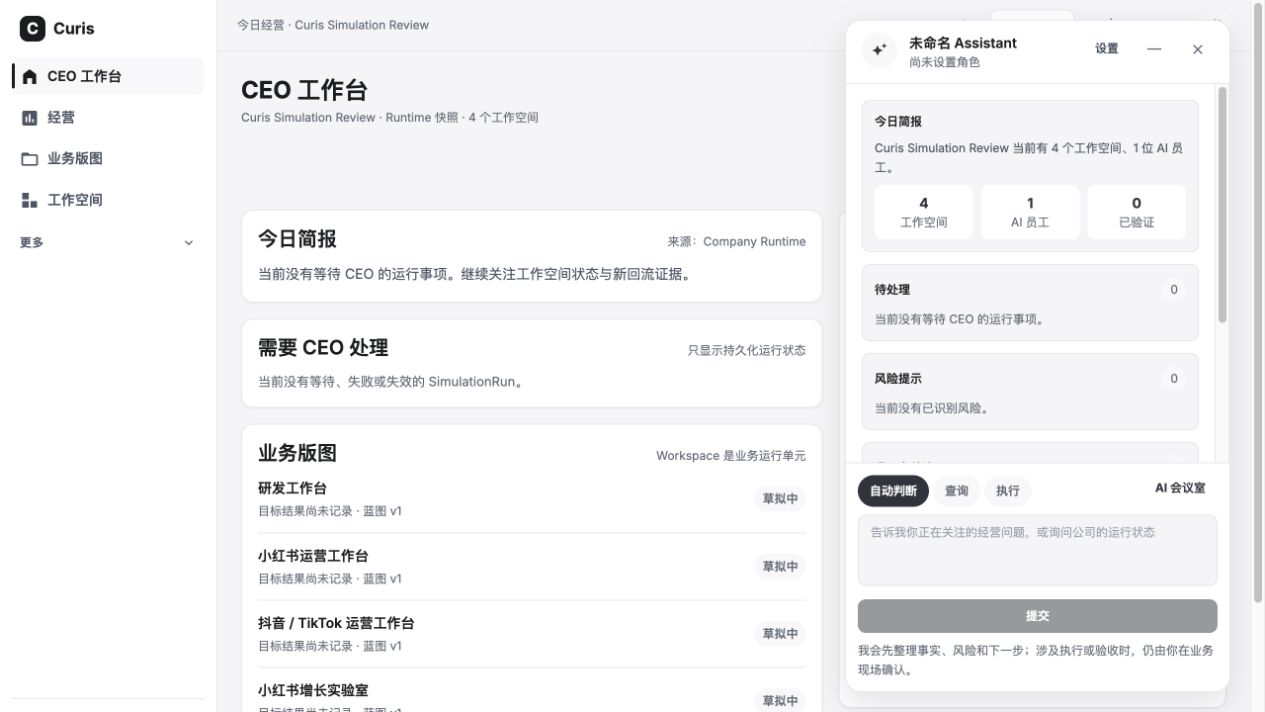 C Curis
CEO 工作台
经营
业务版图
工作空间
更多
今日经营 · Curis Simulation Review
CEO 工作台
Curis Simulation Review · Runtime 快照 · 4 个工作空间
今日简报
来源：Company Runtime
当前没有等待 CEO 的运行事项。继续关注工作空间状态与新回流证据。
需要 CEO 处理
只显示持久化运行状态
当前没有等待、失败或失效的 SimulationRun。
业务版图
Workspace 是业务运行单元
研发工作台
目标结果尚未记录 · 蓝图 v1
草拟中
小红书运营工作台
目标结果尚未记录 · 蓝图 v1
草拟中
抖音 / TikTok 运营工作台
目标结果尚未记录 · 蓝图 v1
草拟中
小红书增长实验室
目标结果尚未记录 · 蓝图 v1
草拟中
未命名 Assistant
尚未设置角色
设置
今日简报
Curis Simulation Review 当前有 4 个工作空间、1 位 AI 员
工。
4
工作空间
1
AI 员工
0
已验证
待处理
0
当前没有等待 CEO 的运行事项。
风险提示
0
当前没有已识别风险。
自动判断
查询
执行
AI 会议室
告诉我你正在关注的经营问题，或询问公司的运行状态
提交
我会先整理事实、风险和下一步；涉及执行或验收时，仍由你在业务
现场确认。